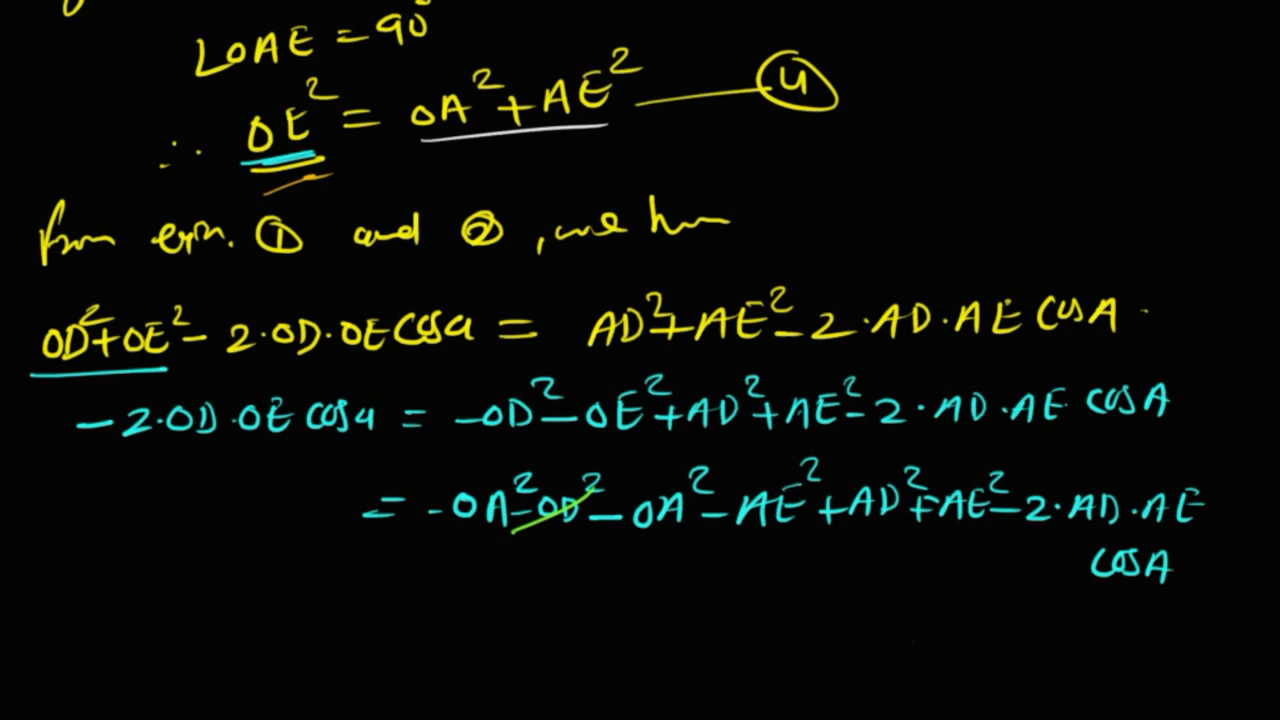 ∠OAE = 90°
∴ OE² = OA² + AE² —— ④
from eqn. ① and ②, we have
OD² + OE² - 2·OD·OE cos a = AD² + AE² - 2·AD·AE cos A
-2·OD·OE cos a = -OD² - OE² + AD² + AE² - 2·AD·AE cos A
= -OA² - OD² - OA² - AE² + AD² + AE² - 2·AD·AE
cos A